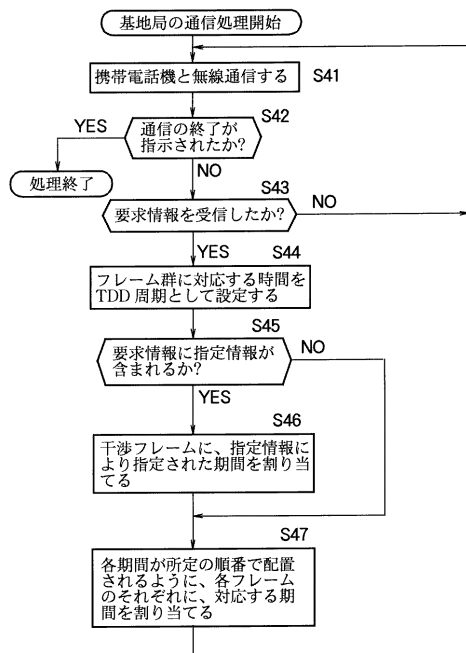 基地局の通信処理開始
携帯電話機と無線通信する
S41
S42
YES
通信の終了が
指示されたか?
処理終了
NO
S43
要求情報を受信したか?
NO
YES
S44
フレーム群に対応する時間を
TDD周期として設定する
S45
要求情報に指定情報が
含まれるか?
NO
YES
S46
干渉フレームに、指定情報に
より指定された期間を割り当
てる
S47
各期間が所定の順番で配置
されるように、各フレーム
のそれぞれに、対応する期
間を割り当てる